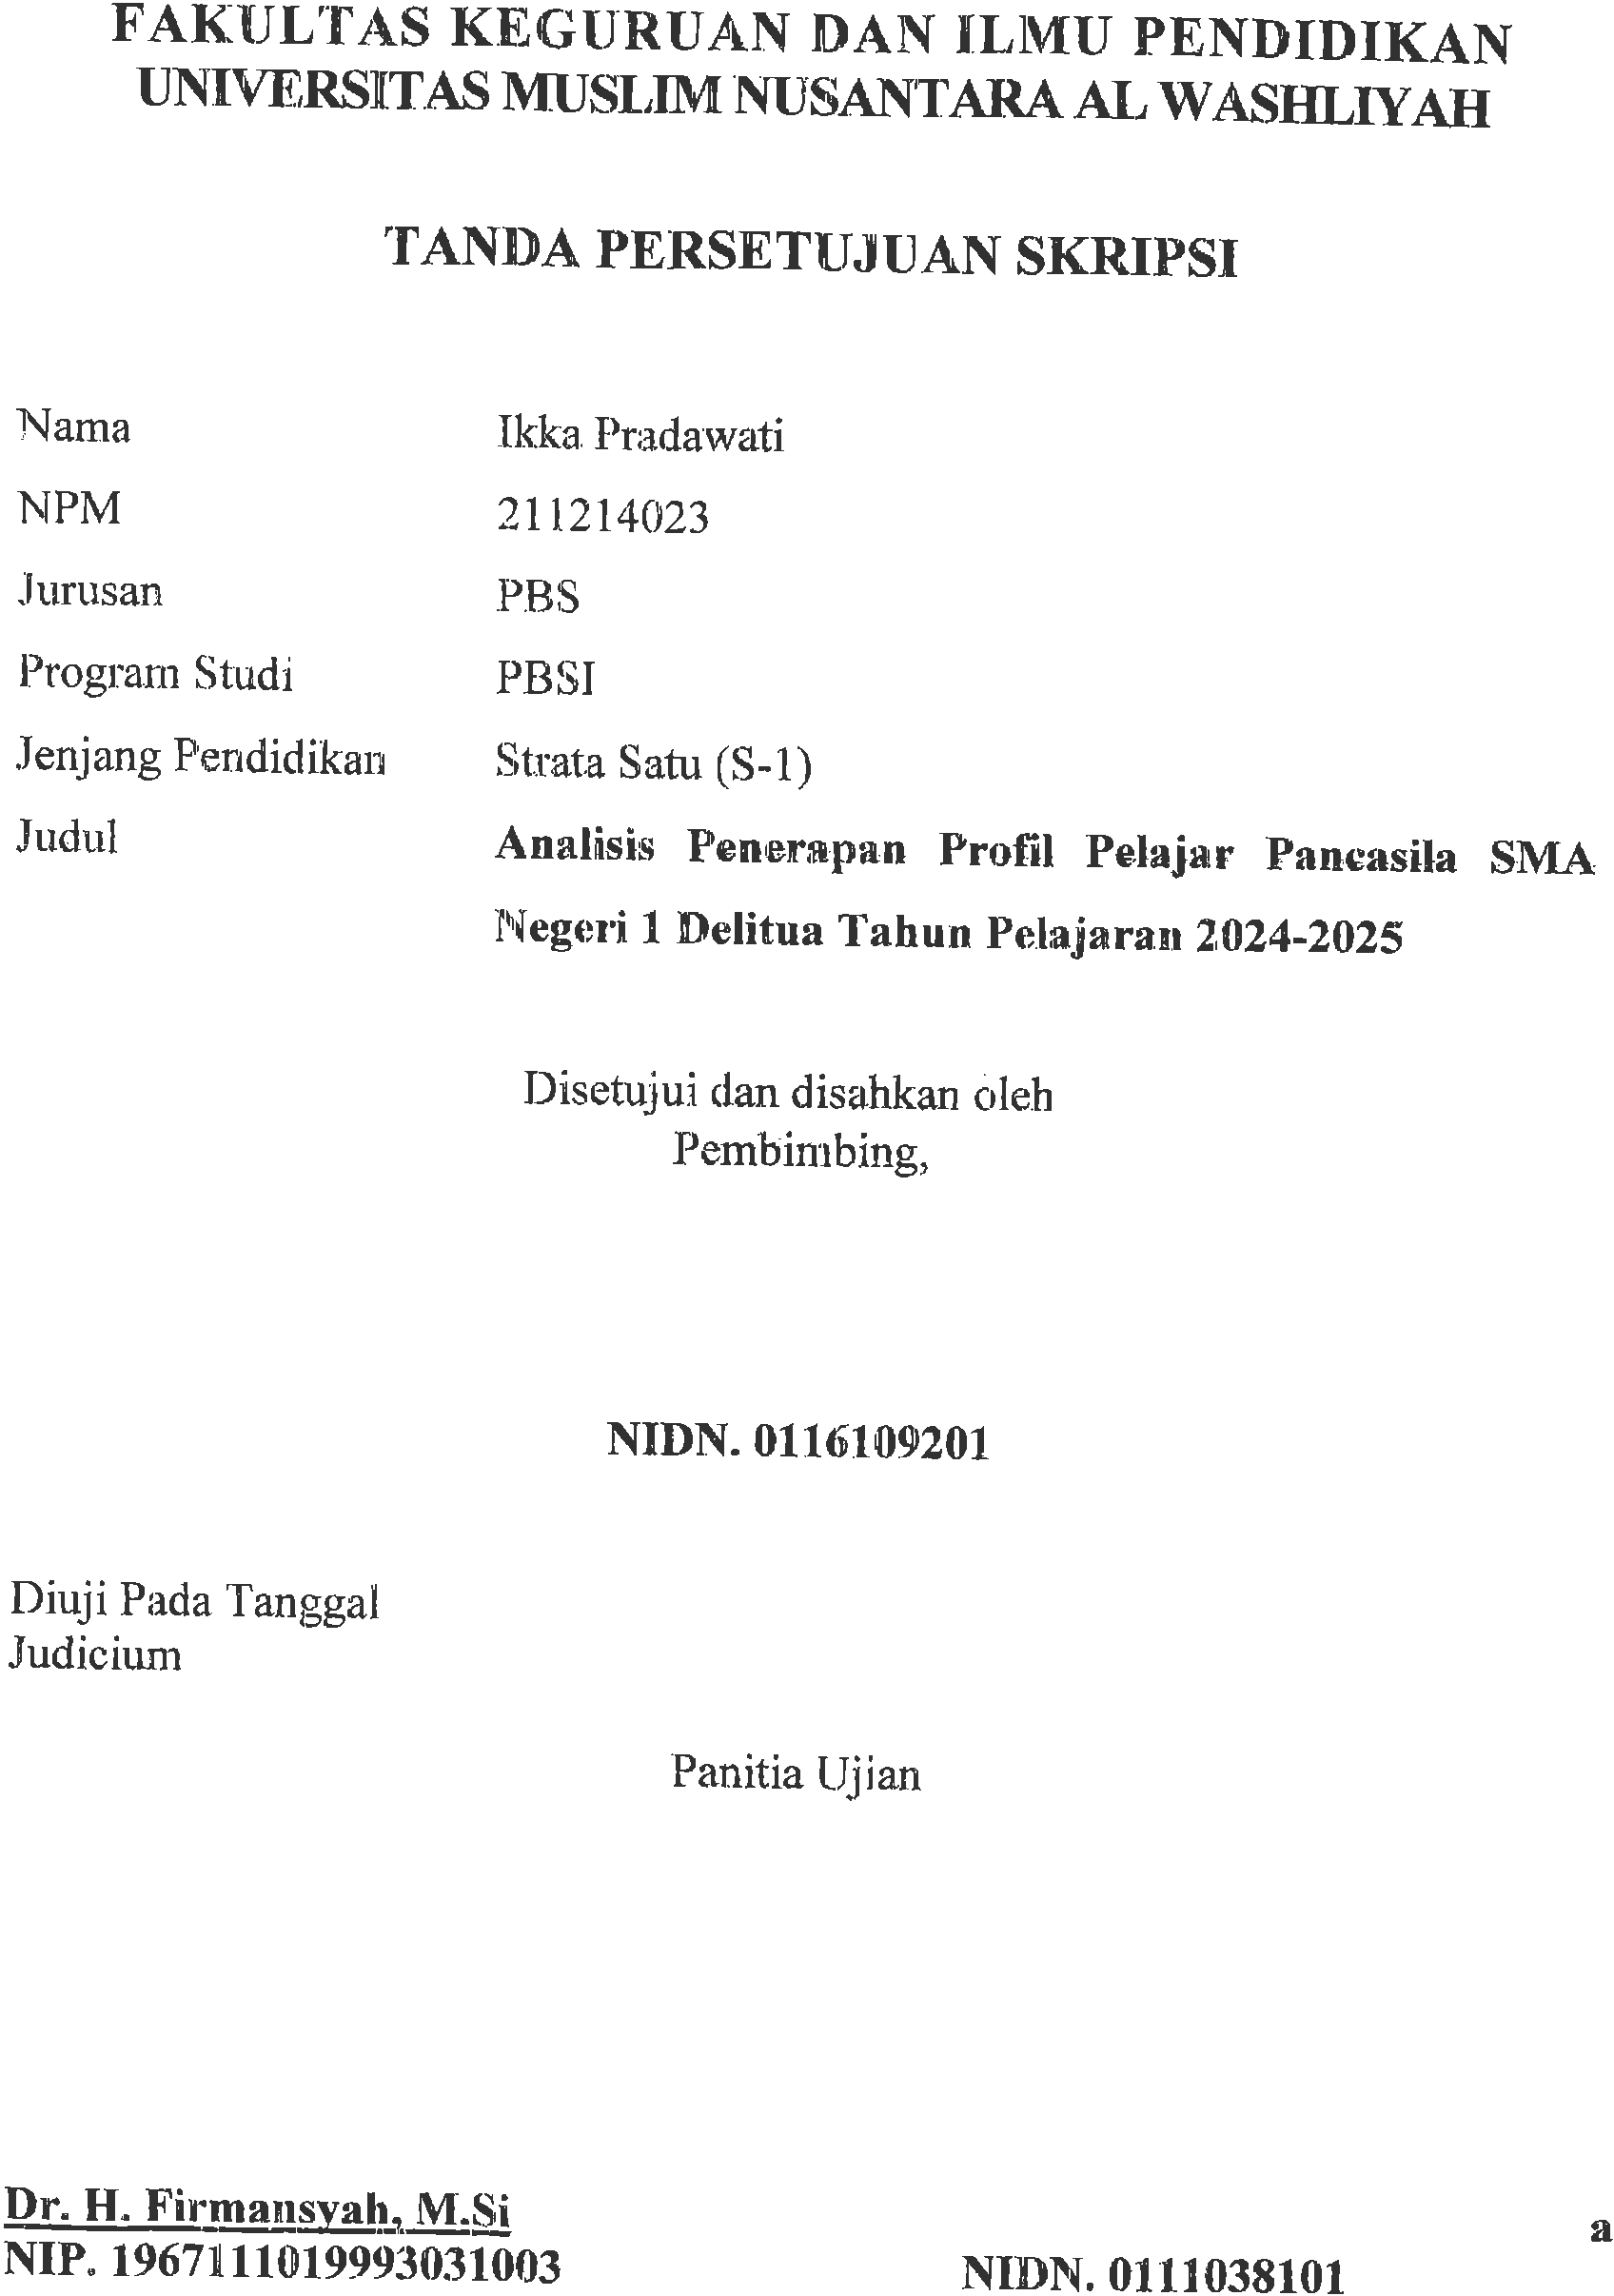 FAKULTAS KEGURUAN DAN ILMU PENDIDIKAN
UNIVERSITAS MUSLIM NUSANTARA AL WASHLIYAH
TANDA PERSETUJUAN SKRIPSI
Nama Ikka Pradawati
NPM 211214023
Jurusan PBS
Program Studi PBSI
Jenjang Pendidikan Strata Satu (S-1)
Judul Analisis Penerapan Profil Pelajar Pancasila SMA
Negeri 1 Delitua Tahun Pelajaran 2024-2025
Disetujui dan disahkan oleh
Pembimbing,
NIDN. 0116109201
Diuji Pada Tanggal
Judicium
Panitia Ujian
Dr. H. Firmansyah, M.Si a
NIP. 196711101999303​1003 NIDN. 0111038101